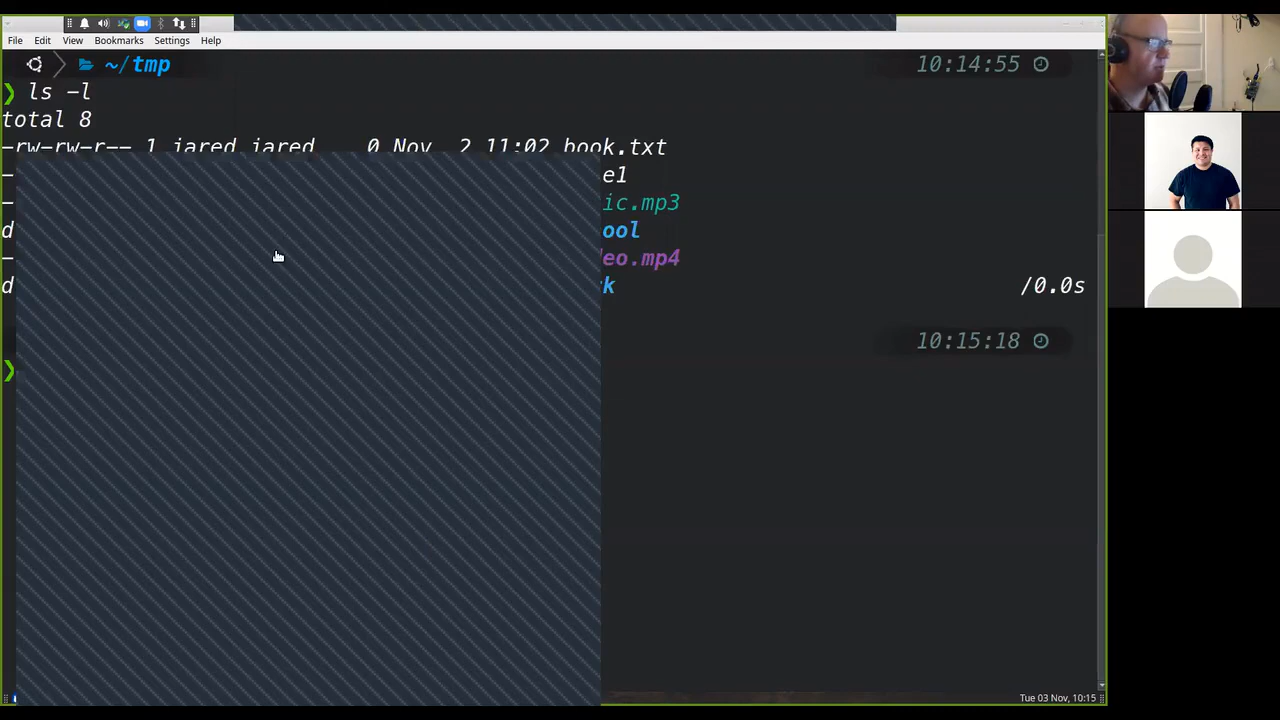 File Edit View Bookmarks Settings Help
~/tmp 10:14:55
❯ ls -l
total 8
-rw-rw-r-- 1 jared jared 0 Nov 2 11:02 book.txt
- e1
- ic.mp3
d ool
- eo.mp4
d k /0.0s
10:15:18
❯
Tue 03 Nov, 10:15